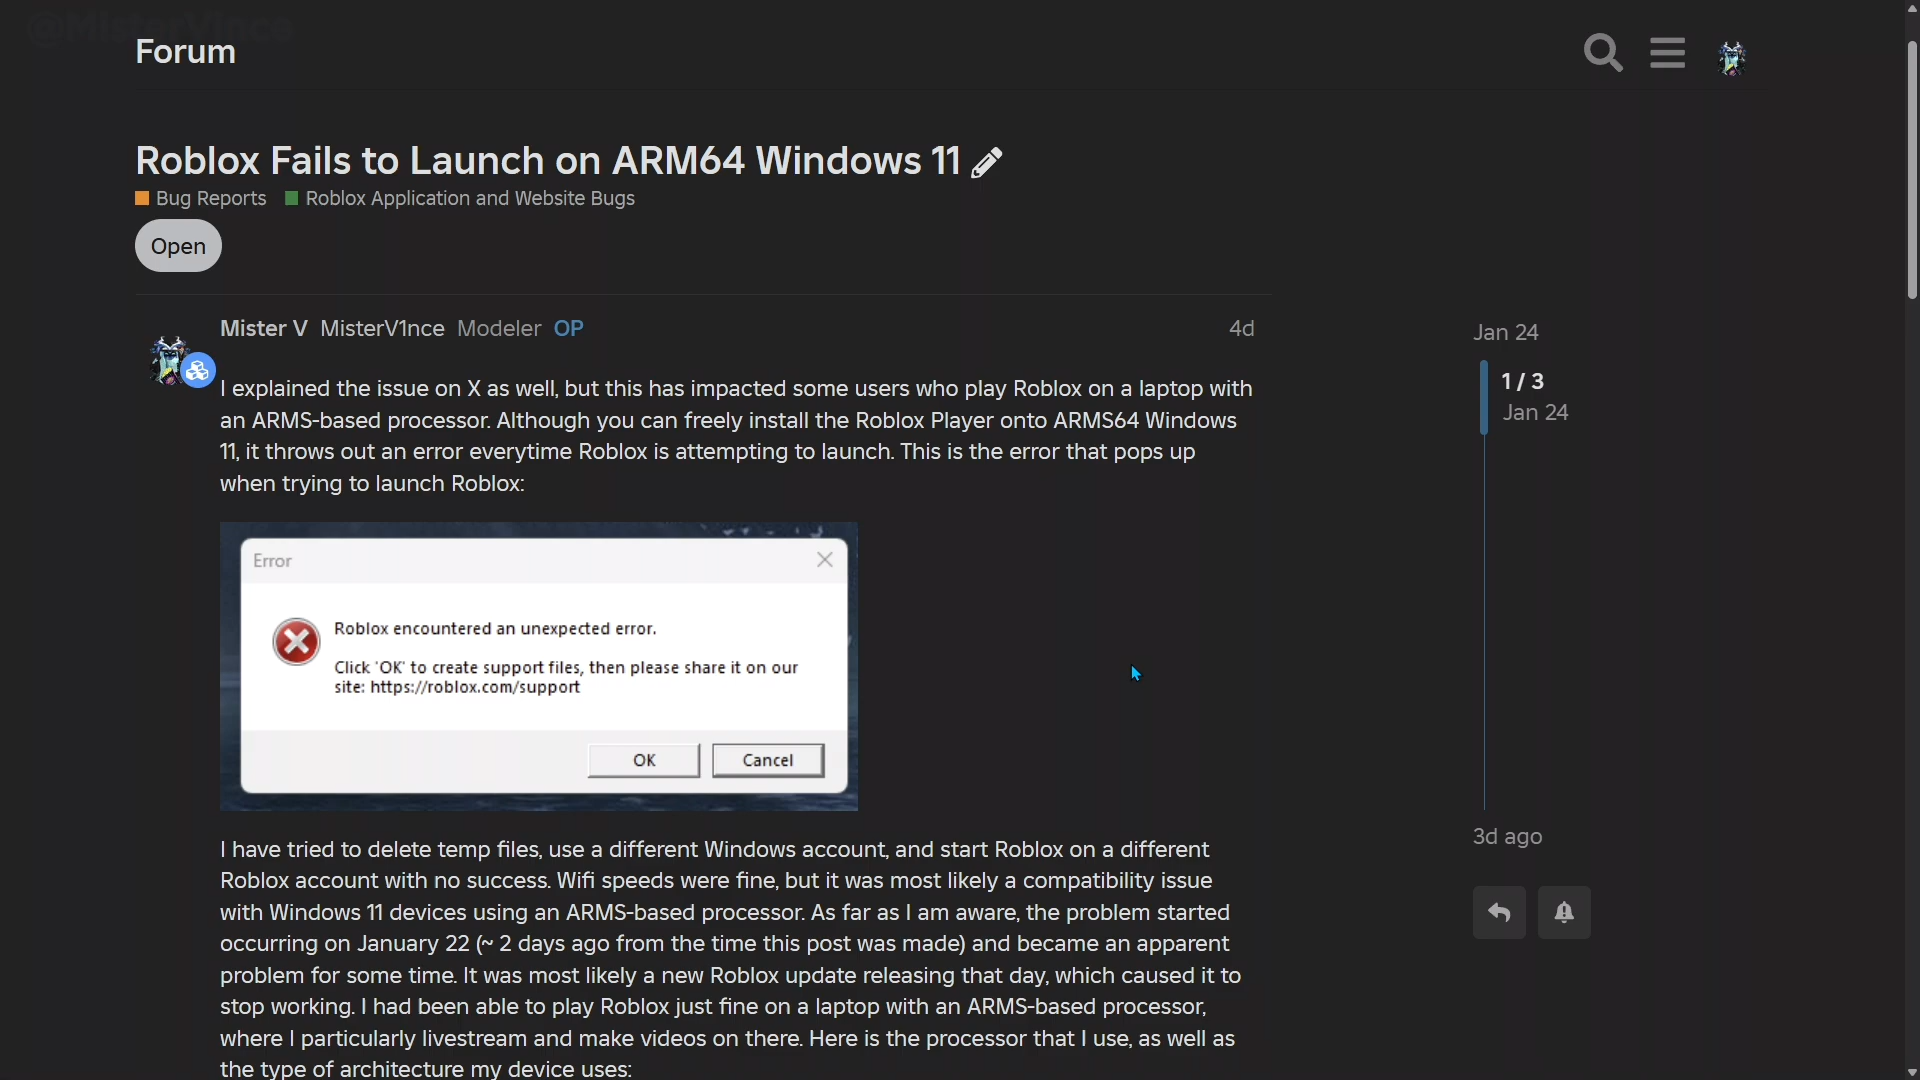 @MisterVince
Forum
Roblox Fails to Launch on ARM64 Windows 11
Bug Reports Roblox Application and Website Bugs
Open
Mister V MisterV1nce Modeler OP 4d
I explained the issue on X as well, but this has impacted some users who play Roblox on a laptop with
an ARMS-based processor. Although you can freely install the Roblox Player onto ARMS64 Windows
11, it throws out an error everytime Roblox is attempting to launch. This is the error that pops up
when trying to launch Roblox:
Error
Roblox encountered an unexpected error.
Click 'OK' to create support files, then please share it on our
site: https://roblox.com/support
OK Cancel
I have tried to delete temp files, use a different Windows account, and start Roblox on a different
Roblox account with no success. Wifi speeds were fine, but it was most likely a compatibility issue
with Windows 11 devices using an ARMS-based processor. As far as I am aware, the problem started
occurring on January 22 (~ 2 days ago from the time this post was made) and became an apparent
problem for some time. It was most likely a new Roblox update releasing that day, which caused it to
stop working. I had been able to play Roblox just fine on a laptop with an ARMS-based processor,
where I particularly livestream and make videos on there. Here is the processor that I use, as well as
the type of architecture my device uses:
Jan 24
1 / 3
Jan 24
3d ago